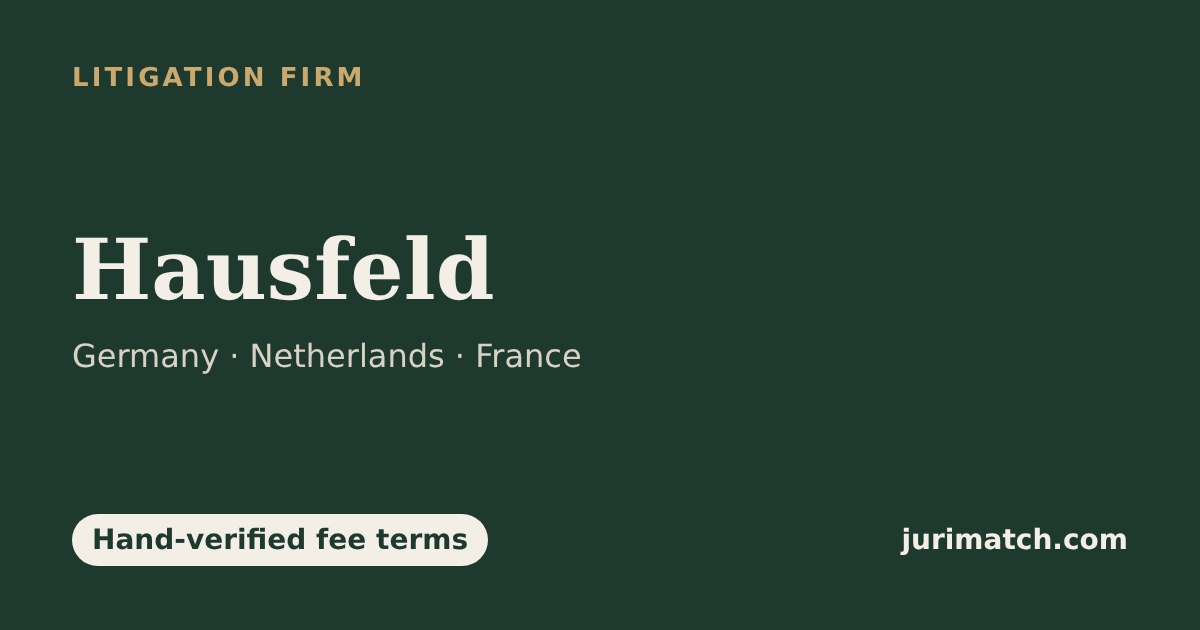 LITIGATION FIRM
Hausfeld
Germany · Netherlands · France
Hand-verified fee terms
jurimatch.com